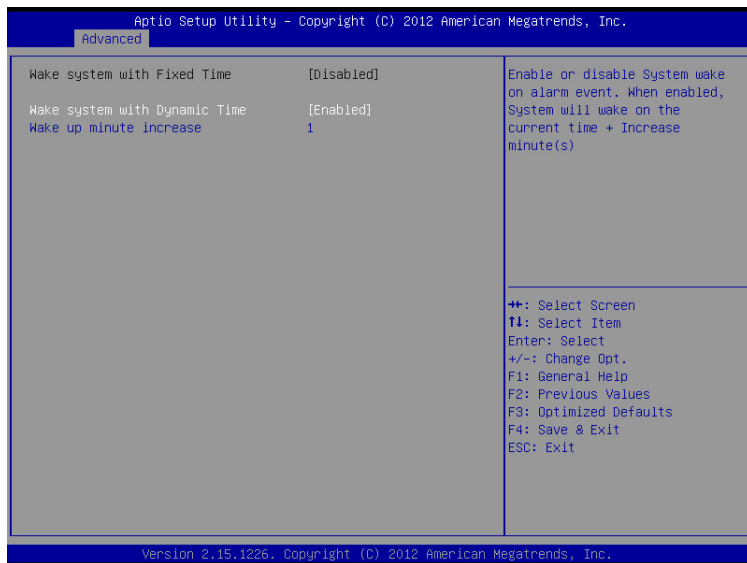 Aptio Setup Utility – Copyright (C) 2012 American Megatrends, Inc.
Advanced
Wake system with Fixed Time [Disabled]
Wake system with Dynamic Time [Enabled]
Wake up minute increase 1
Enable or disable System wake
on alarm event. When enabled,
System will wake on the
current time + Increase
minute(s)
→←: Select Screen
↑↓: Select Item
Enter: Select
+/-: Change Opt.
F1: General Help
F2: Previous Values
F3: Optimized Defaults
F4: Save & Exit
ESC: Exit
Version 2.15.1226. Copyright (C) 2012 American Megatrends, Inc.